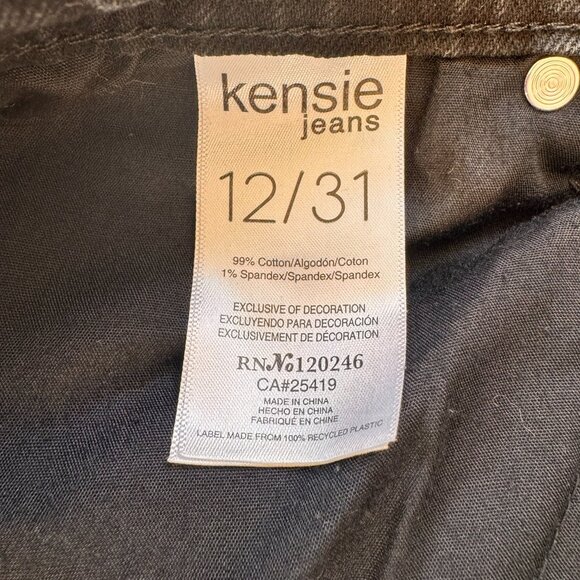 kensie
jeans
12/31
99% Cotton/Algodón/Coton
1% Spandex/Spandex/Spandex
EXCLUSIVE OF DECORATION
EXCLUYENDO PARA DECORACIÓN
EXCLUSIVEMENT DE DÉCORATION
RN№120246
CA#25419
MADE IN CHINA
HECHO EN CHINA
FABRIQUÉ EN CHINE
LABEL MADE FROM 100% RECYCLED PLASTIC